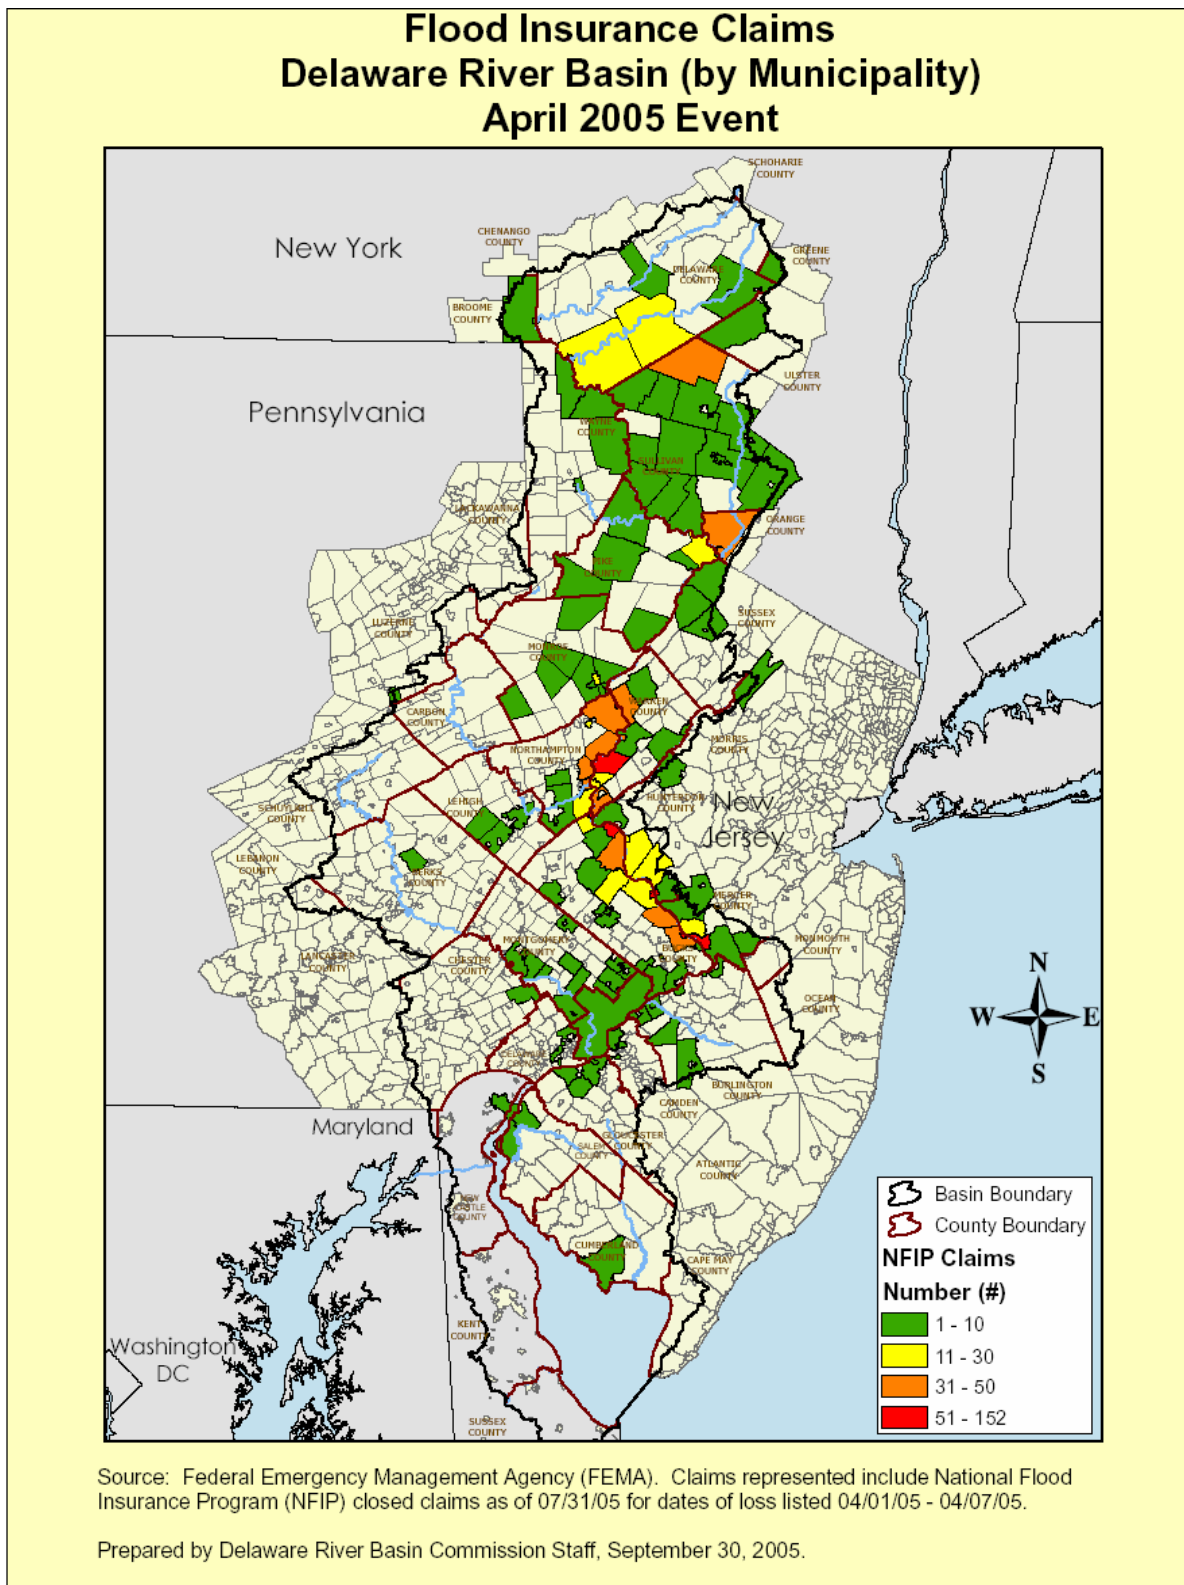 Flood Insurance Claims
Delaware River Basin (by Municipality)
April 2005 Event
SCHOHARIE
COUNTY
CHENANGO
COUNTY
New York
GREENE
COUNTY
DELAWARE
COUNTY
BROOME
COUNTY
ULSTER
COUNTY
Pennsylvania
WAYNE
COUNTY
SULLIVAN
COUNTY
LACKAWANNA
COUNTY
ORANGE
COUNTY
PIKE
COUNTY
SUSSEX
COUNTY
LUZERNE
COUNTY
MONROE
COUNTY
WARREN
COUNTY
CARBON
COUNTY
MORRIS
COUNTY
NORTHAMPTON
COUNTY
HUNTERDON
COUNTY
New
Jersey
LEHIGH
COUNTY
SCHUYLKILL
COUNTY
LEBANON
COUNTY
BERKS
COUNTY
MERCER
COUNTY
MONTGOMERY
COUNTY
BUCKS
COUNTY
MONMOUTH
COUNTY
LANCASTER
COUNTY
CHESTER
COUNTY
N
W E
S
OCEAN
COUNTY
DELAWARE
COUNTY
BURLINGTON
COUNTY
CAMDEN
COUNTY
Maryland
GLOUCESTER
COUNTY
SALEM
COUNTY
ATLANTIC
COUNTY
NEW
CASTLE
COUNTY
CUMBERLAND
COUNTY
CAPE MAY
COUNTY
KENT
COUNTY
Washington
DC
SUSSEX
COUNTY
Basin Boundary
County Boundary
NFIP Claims
Number (#)
1 - 10
11 - 30
31 - 50
51 - 152
Source: Federal Emergency Management Agency (FEMA). Claims represented include National Flood
Insurance Program (NFIP) closed claims as of 07/31/05 for dates of loss listed 04/01/05 - 04/07/05.
Prepared by Delaware River Basin Commission Staff, September 30, 2005.